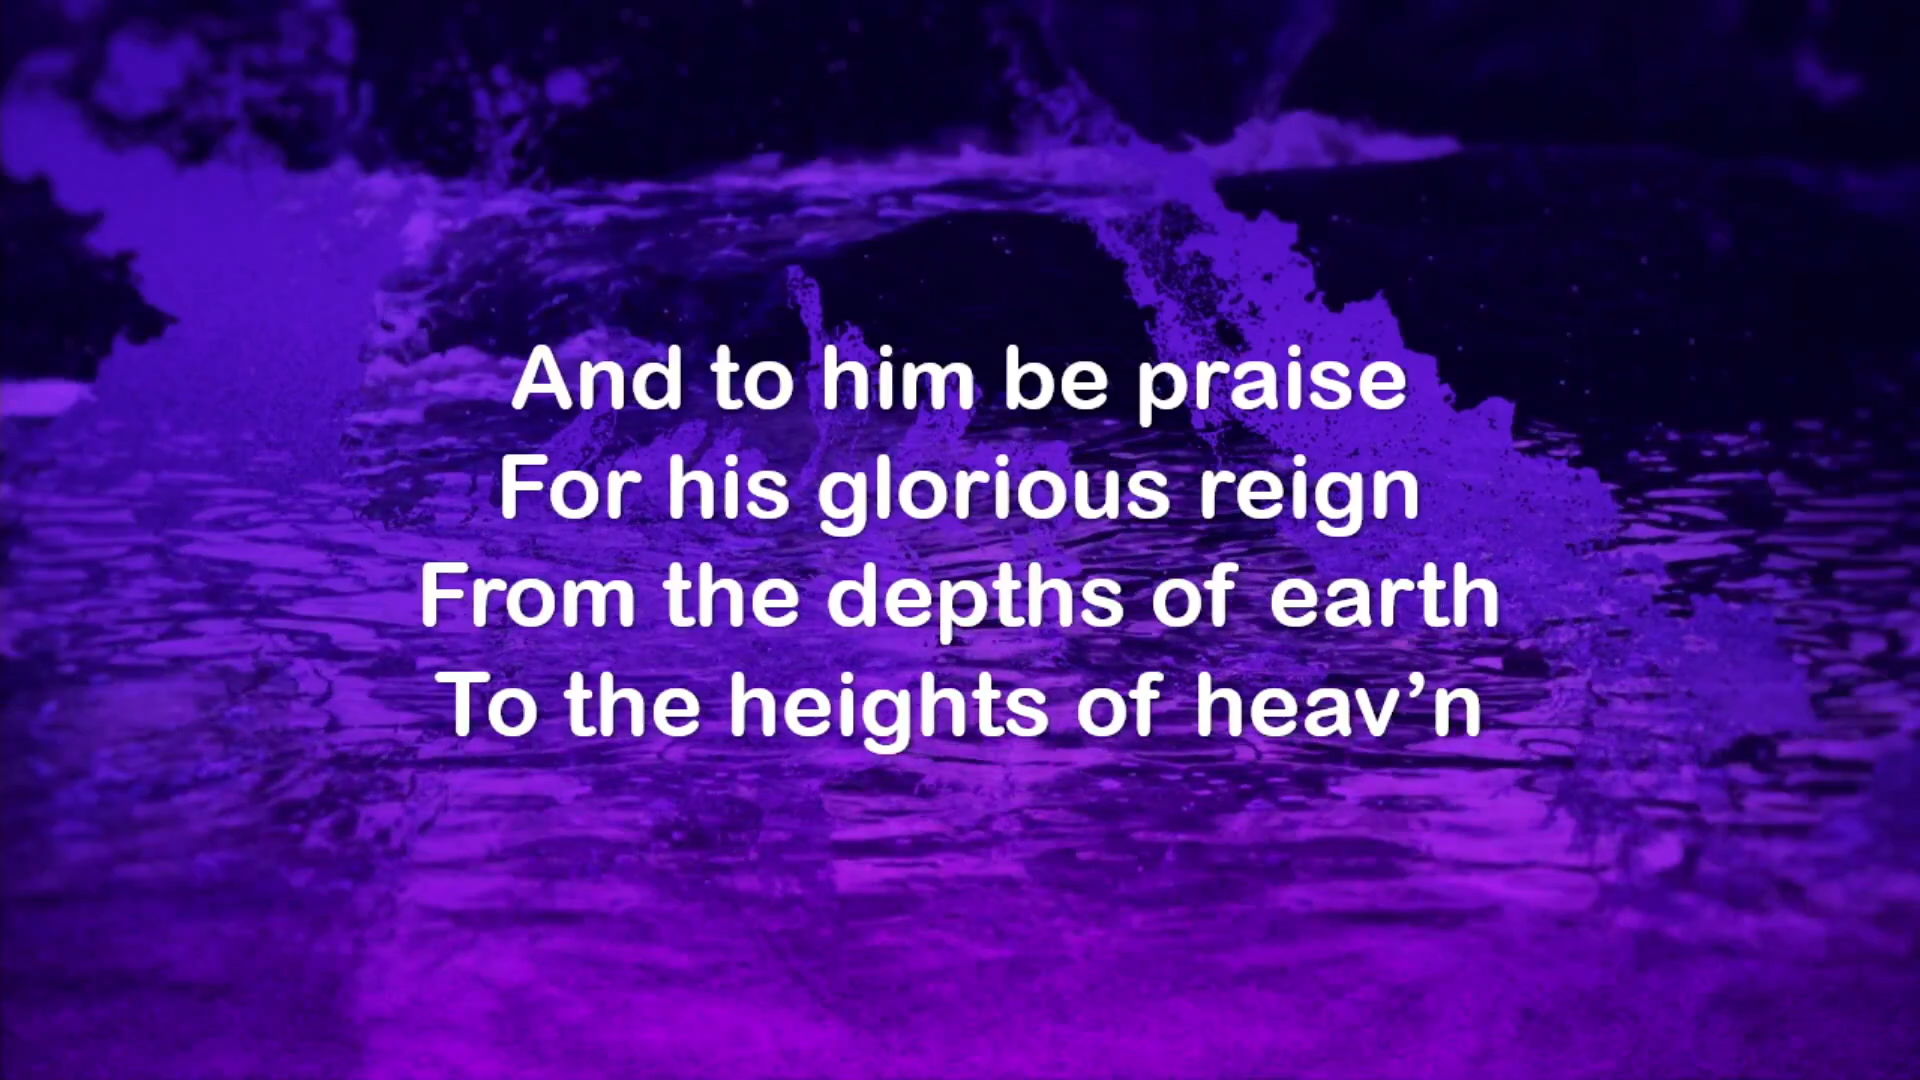 And to him be praise
For his glorious reign
From the depths of earth
To the heights of heav’n